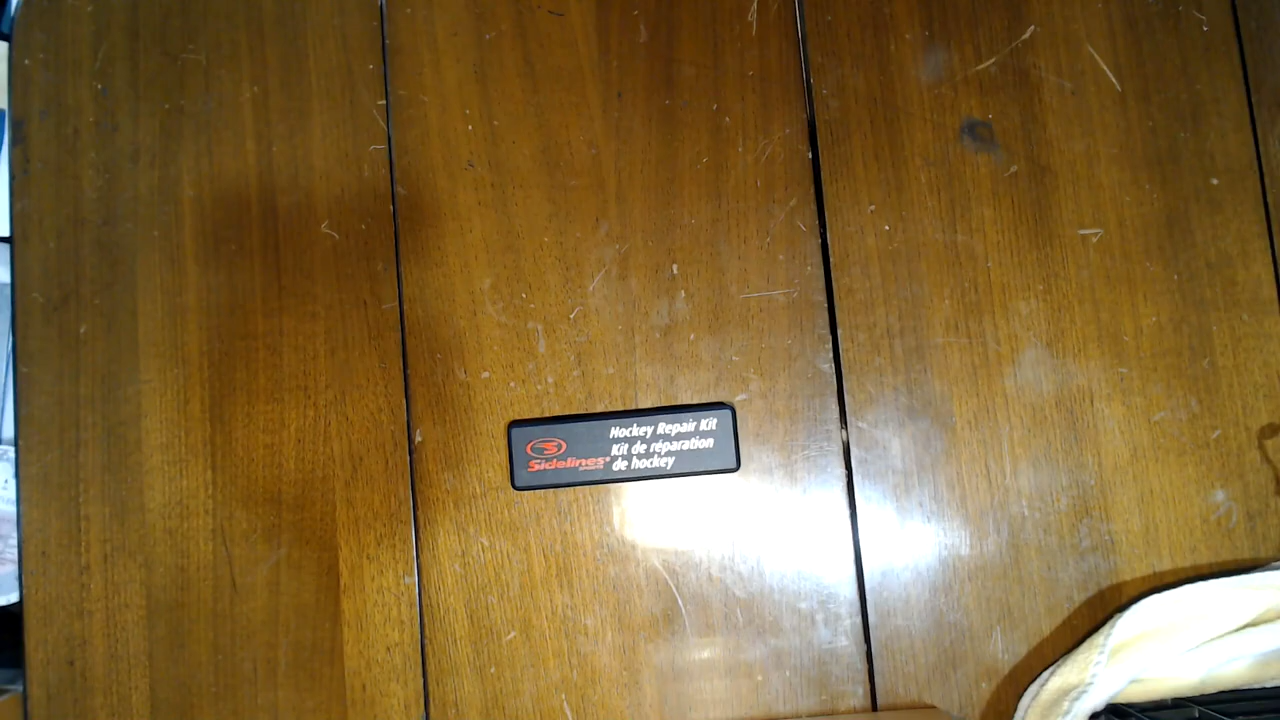 Hockey Repair Kit
Kit de réparation
de hockey
Sidelines